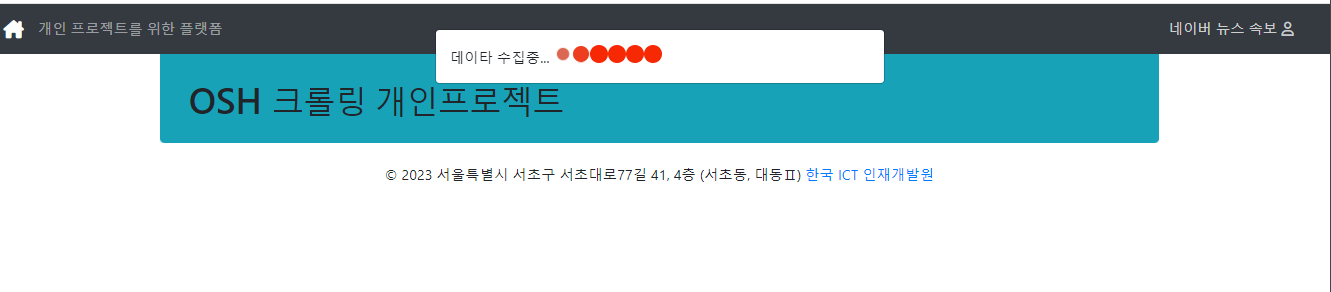 개인 프로젝트를 위한 플랫폼
네이버 뉴스 속보
데이타 수집중...
OSH 크롤링 개인프로젝트
© 2023 서울특별시 서초구 서초대로77길 41, 4층 (서초동, 대동Ⅱ) 한국 ICT 인재개발원